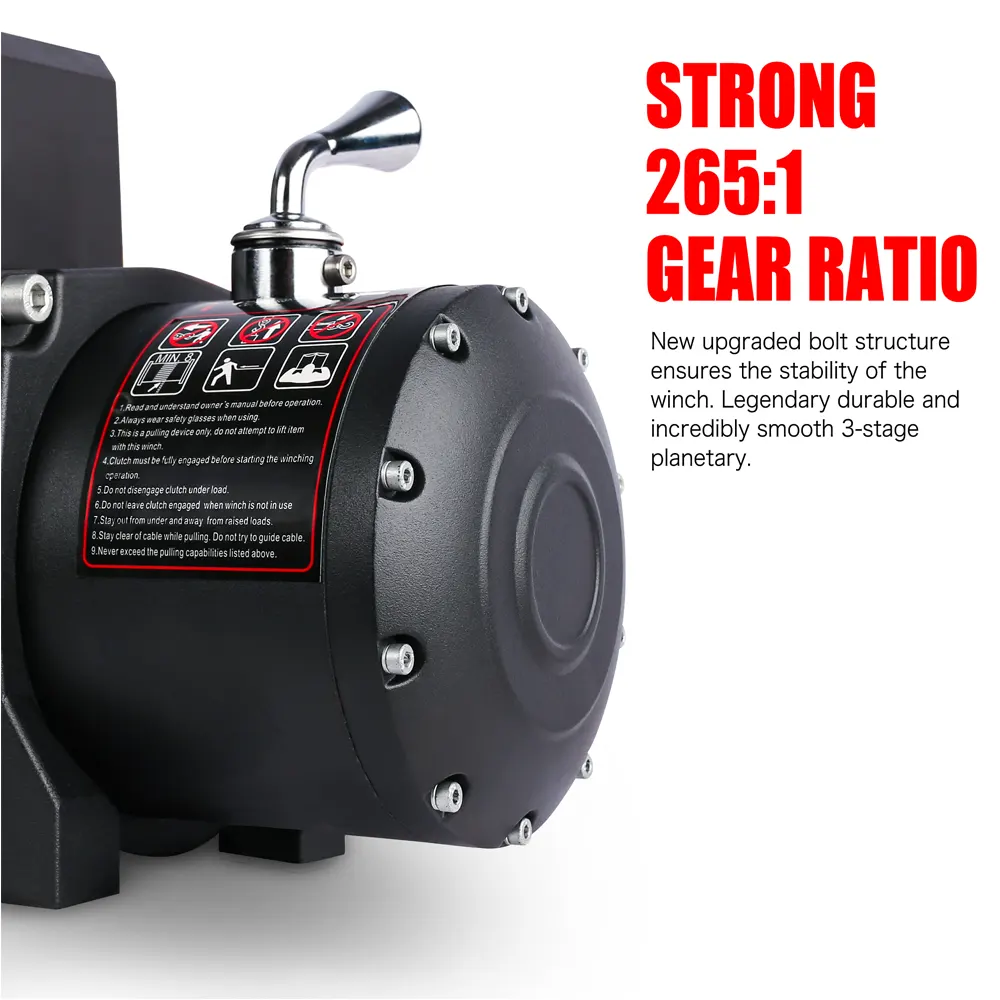 STRONG
265:1
GEAR RATIO
New upgraded bolt structure
ensures the stability of the
winch. Legendary durable and
incredibly smooth 3-stage
planetary.
MIN. 8
1.Read and understand owner's manual before operation.
2.Always wear safety glasses when using.
3.This is a pulling device only, do not attempt to lift item
with this winch.
4.Clutch must be fully engaged before starting the winching
operation.
5.Do not disengage clutch under load.
6.Do not leave clutch engaged when winch is not in use
7.Stay out from under and away from raised loads.
8.Stay clear of cable while pulling. Do not try to guide cable.
9.Never exceed the pulling capabilities listed above.